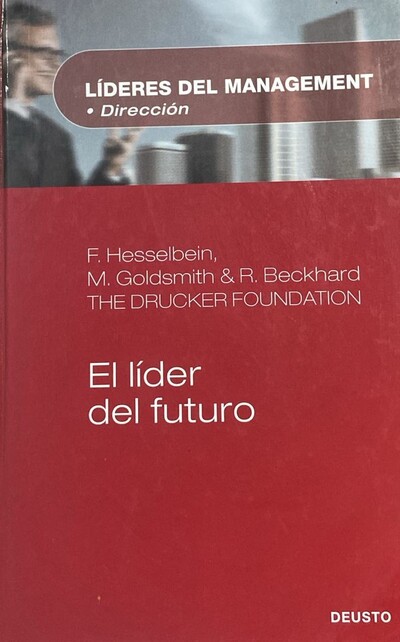 LÍDERES DEL MANAGEMENT
• Dirección
F. Hesselbein,
M. Goldsmith & R. Beckhard
THE DRUCKER FOUNDATION
El líder
del futuro
DEUSTO